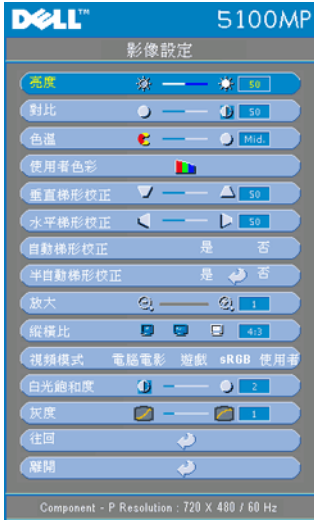 DELL™ 5100MP
影像設定
亮度 50
對比 50
色溫 Mid.
使用者色彩
垂直梯形校正 50
水平梯形校正 50
自動梯形校正 是 否
半自動梯形校正 是 否
放大 1
縱橫比 4:3
視頻模式 電腦電影 遊戲 sRGB 使用者
白光飽和度 2
灰度 1
往回
離開
Component - P Resolution : 720 X 480 / 60 Hz